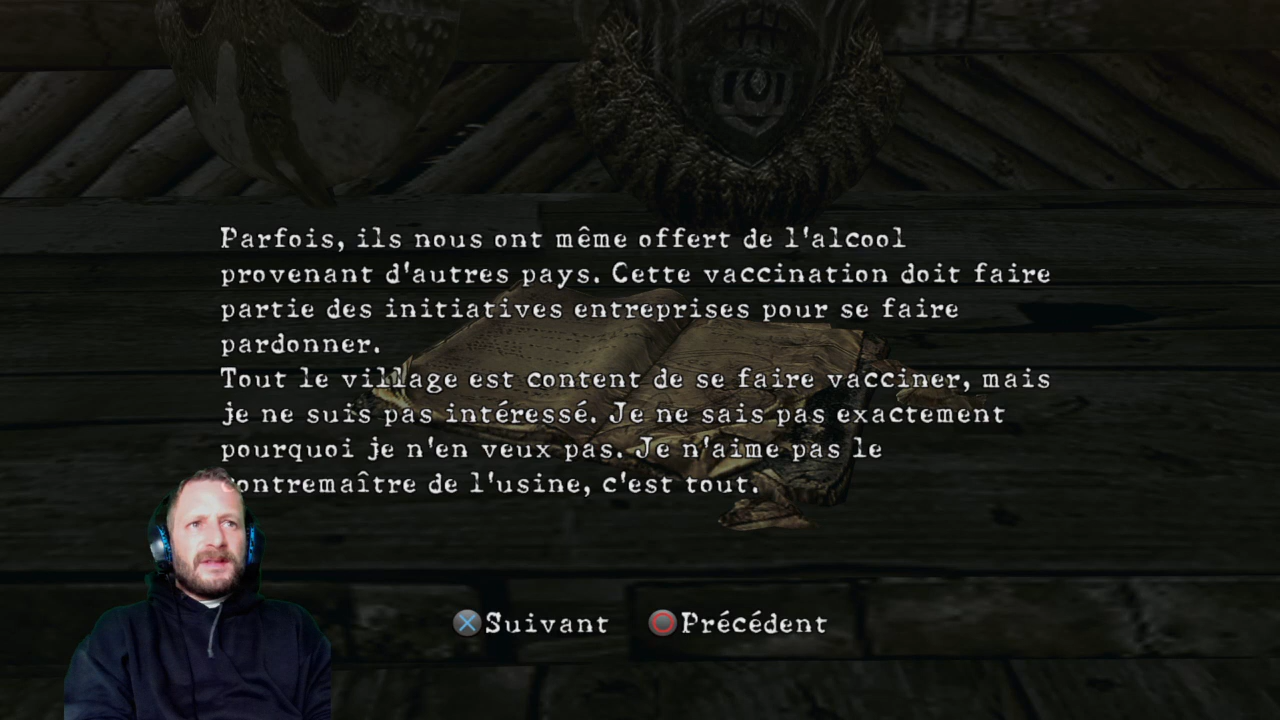 Parfois, ils nous ont même offert de l'alcool
provenant d'autres pays. Cette vaccination doit faire
partie des initiatives entreprises pour se faire
pardonner.
Tout le village est content de se faire vacciner, mais
je ne suis pas intéressé. Je ne sais pas exactement
pourquoi je n'en veux pas. Je n'aime pas le
contremaître de l'usine, c'est tout.
Suivant Précédent